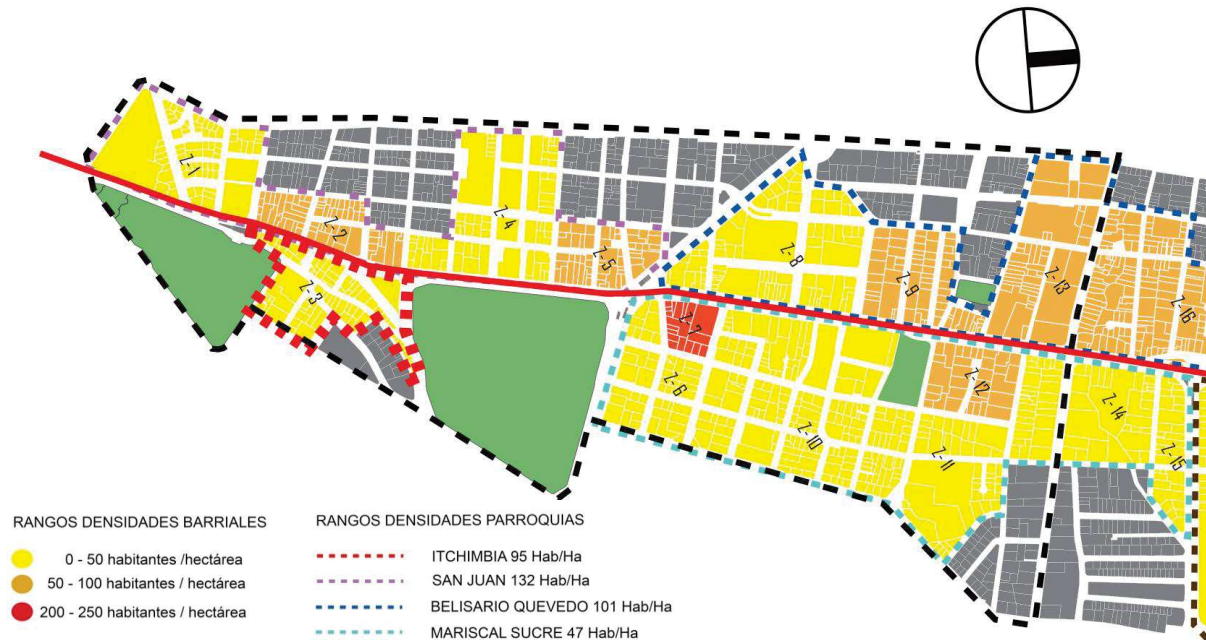 Z-1
Z-2
Z-3
Z-4
Z-5
Z-6
Z-7
Z-8
Z-9
Z-10
Z-11
Z-12
Z-13
Z-14
Z-15
Z-16
RANGOS DENSIDADES BARRIALES
0 - 50 habitantes /hectárea
50 - 100 habitantes / hectárea
200 - 250 habitantes / hectárea
RANGOS DENSIDADES PARROQUIAS
ITCHIMBIA 95 Hab/Ha
SAN JUAN 132 Hab/Ha
BELISARIO QUEVEDO 101 Hab/Ha
MARISCAL SUCRE 47 Hab/Ha